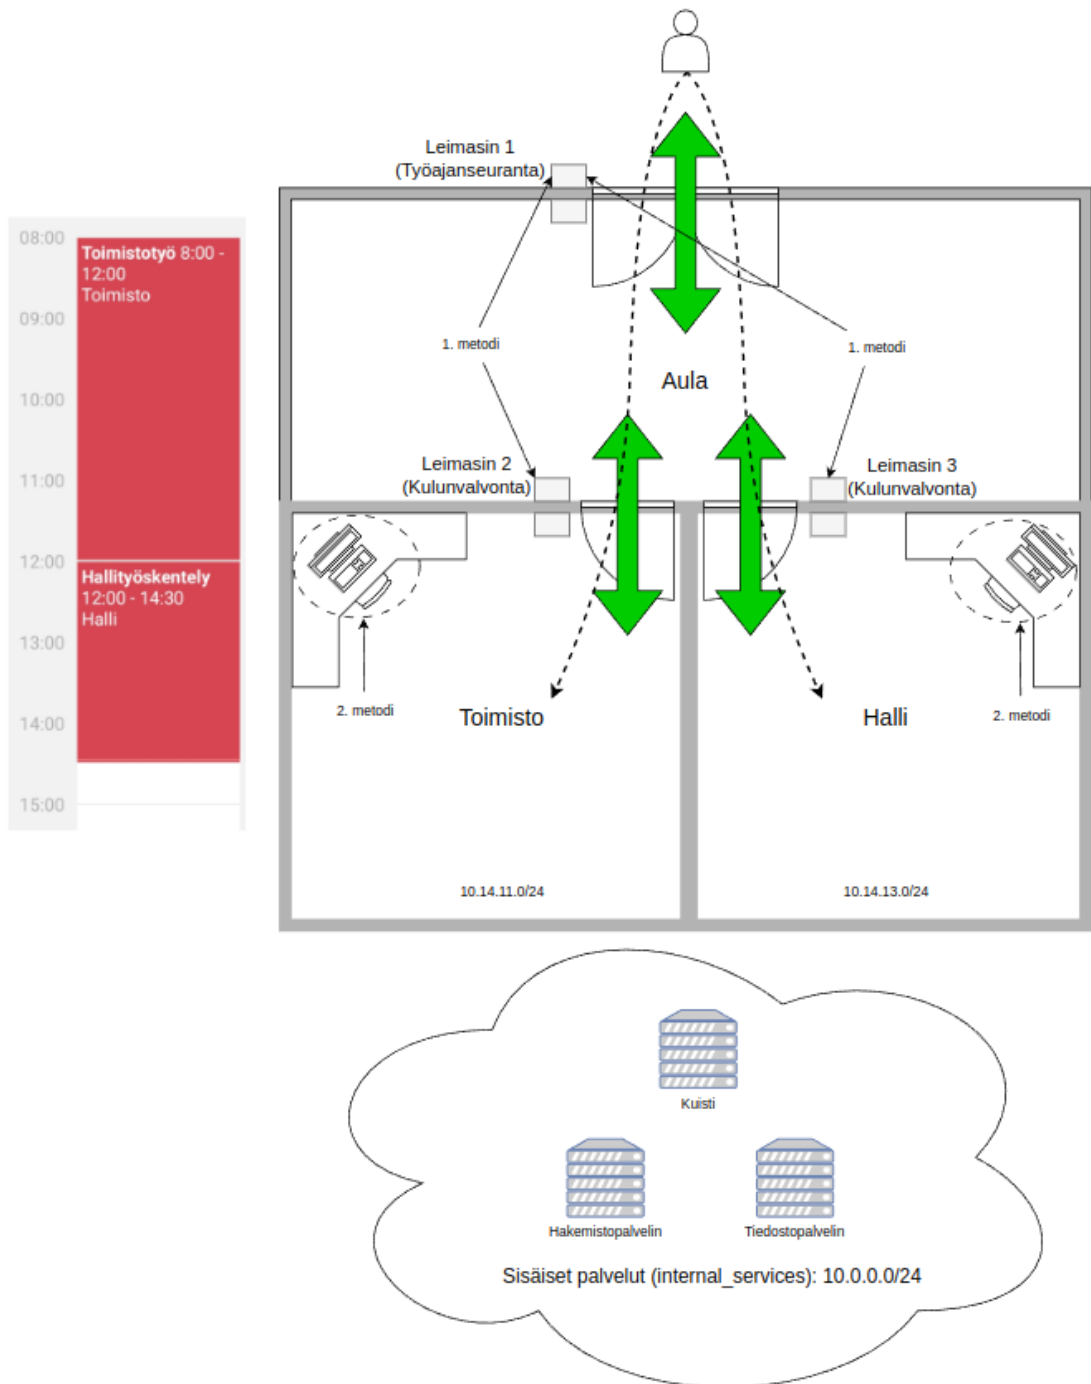 Leimasin 1
(Työajanseuranta)
08:00
Toimistotyö 8:00 -
12:00
Toimisto
09:00
10:00
11:00
12:00
Hallityöskentely
12:00 - 14:30
Halli
13:00
14:00
15:00
1. metodi
1. metodi
Aula
Leimasin 2
(Kulunvalvonta)
Leimasin 3
(Kulunvalvonta)
2. metodi
2. metodi
Toimisto
Halli
10.14.11.0/24
10.14.13.0/24
Kuisti
Hakemistopalvelin
Tiedostopalvelin
Sisäiset palvelut (internal_services): 10.0.0.0/24